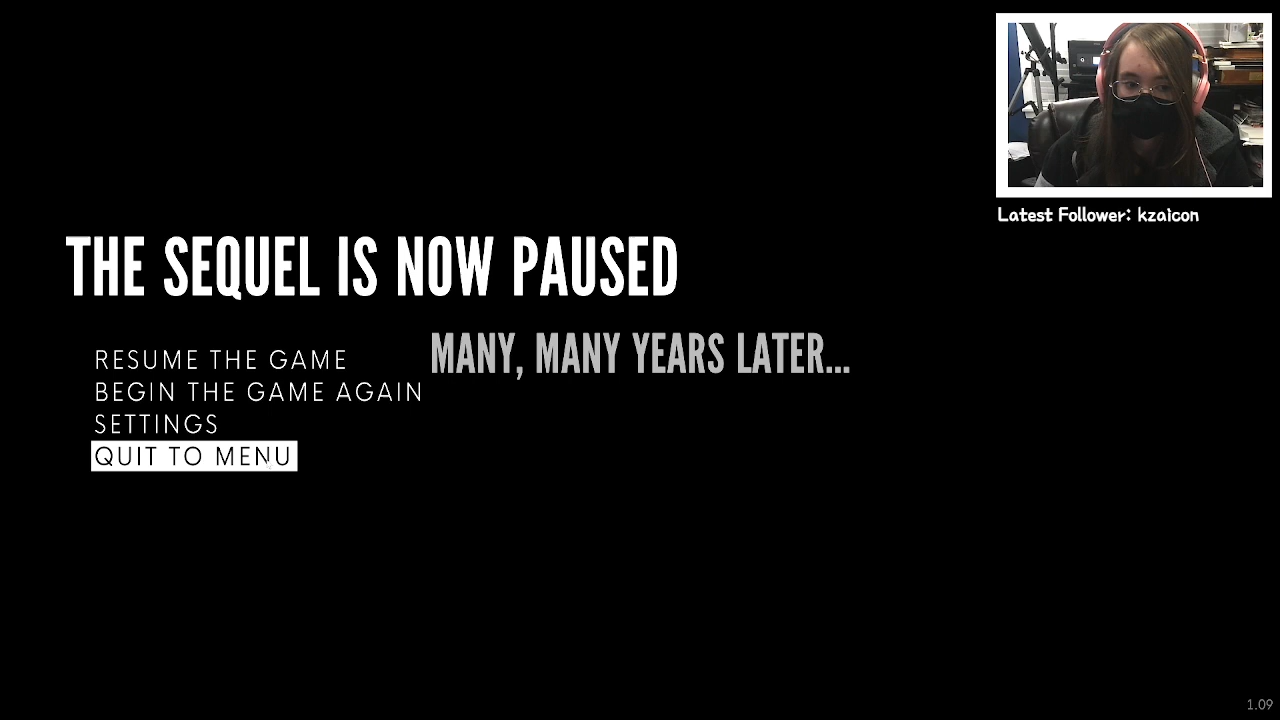 Latest Follower: kzaicon
THE SEQUEL IS NOW PAUSED
MANY, MANY YEARS LATER...
RESUME THE GAME
BEGIN THE GAME AGAIN
SETTINGS
QUIT TO MENU
1.09